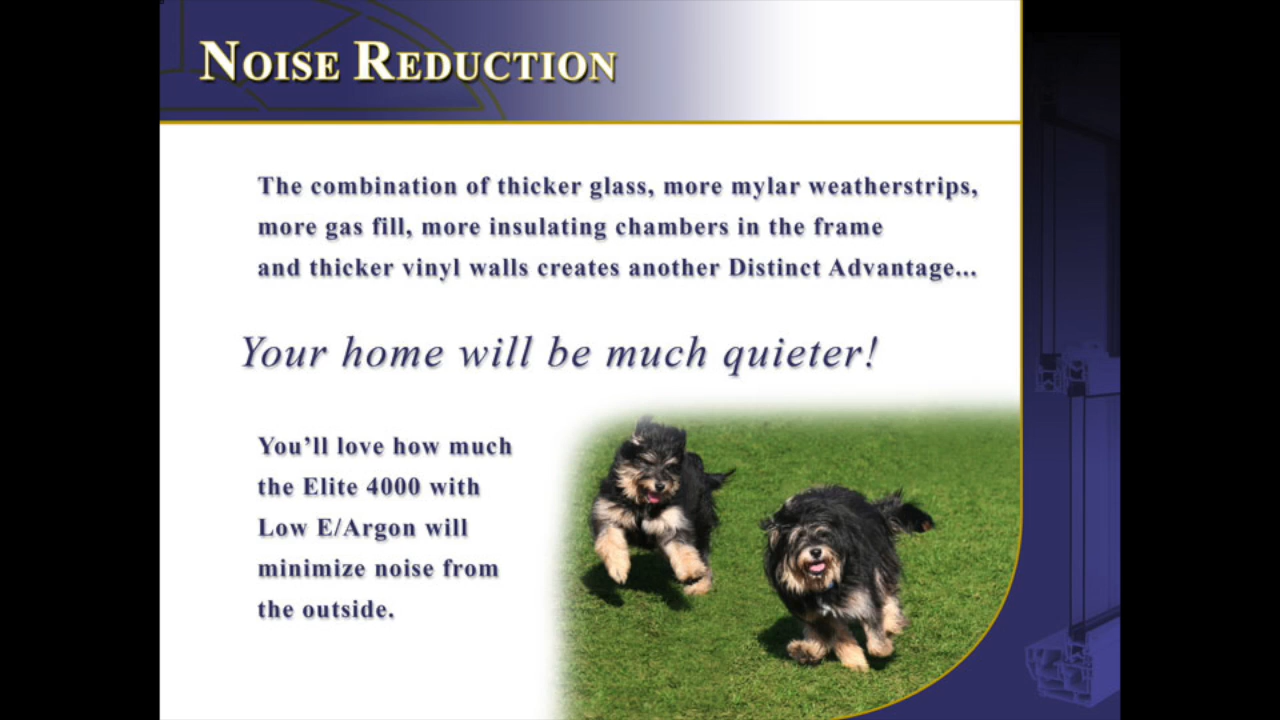 NOISE REDUCTION
The combination of thicker glass, more mylar weatherstrips,
more gas fill, more insulating chambers in the frame
and thicker vinyl walls creates another Distinct Advantage...
Your home will be much quieter!
You’ll love how much
the Elite 4000 with
Low E/Argon will
minimize noise from
the outside.